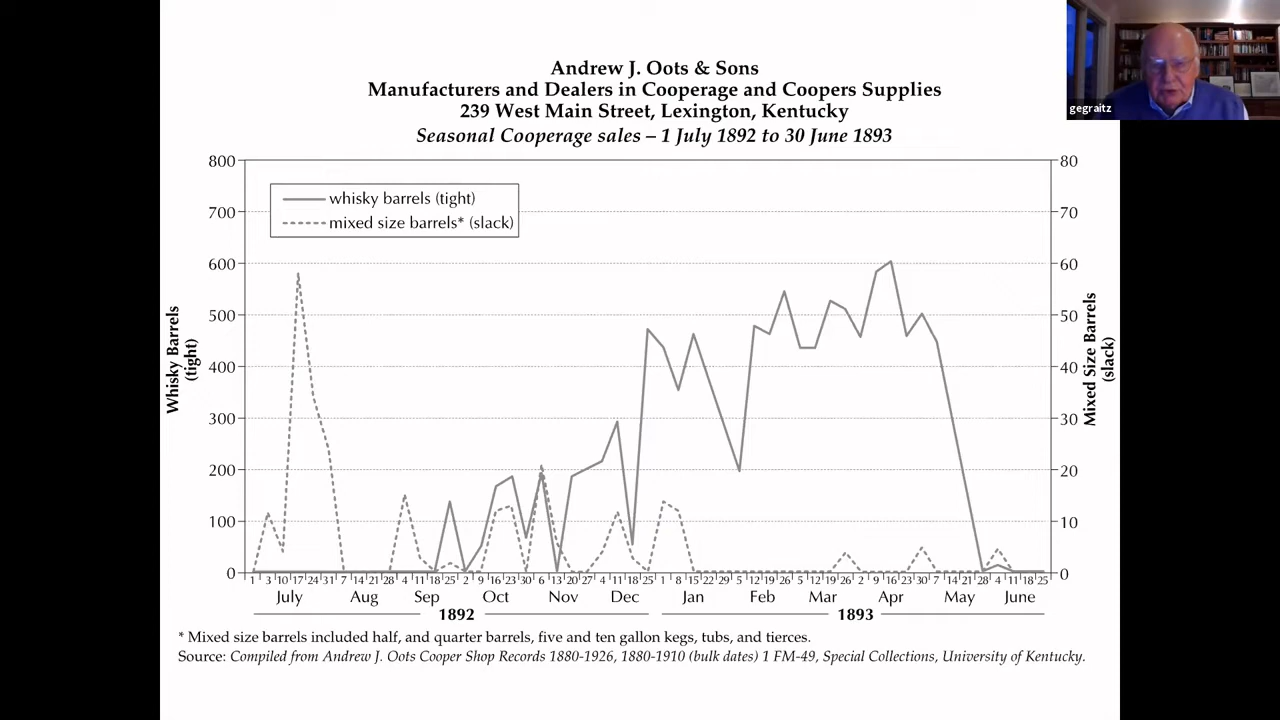 Andrew J. Oots & Sons
Manufacturers and Dealers in Cooperage and Coopers Supplies
239 West Main Street, Lexington, Kentucky
Seasonal Cooperage sales – 1 July 1892 to 30 June 1893
gegraitz
whisky barrels (tight)
mixed size barrels* (slack)
800
700
600
500
400
300
200
100
0
Whisky Barrels
(tight)
80
70
60
50
40
30
20
10
0
Mixed Size Barrels
(slack)
1 3 10 17 24 31 7 14 21 28 4 11 18 25 2 9 16 23 30 6 13 20 27 4 11 18 25 1 8 15 22 29 5 12 19 26 5 12 19 26 2 9 16 23 30 7 14 21 28 4 11 18 25
July Aug Sep Oct Nov Dec Jan Feb Mar Apr May June
1892 1893
* Mixed size barrels included half, and quarter barrels, five and ten gallon kegs, tubs, and tierces.
Source: Compiled from Andrew J. Oots Cooper Shop Records 1880-1926, 1880-1910 (bulk dates) 1 FM-49, Special Collections, University of Kentucky.